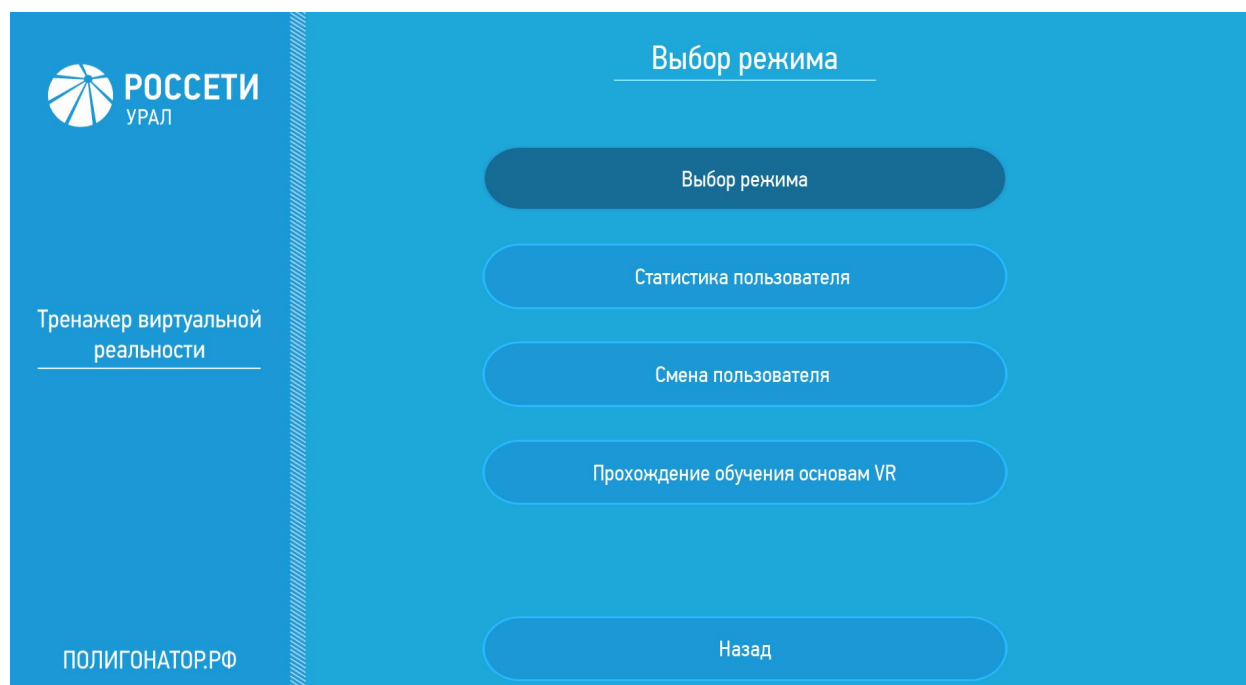 РОССЕТИ
УРАЛ
Тренажер виртуальной
реальности
ПОЛИГОНАТОР.РФ
Выбор режима
Выбор режима
Статистика пользователя
Смена пользователя
Прохождение обучения основам VR
Назад